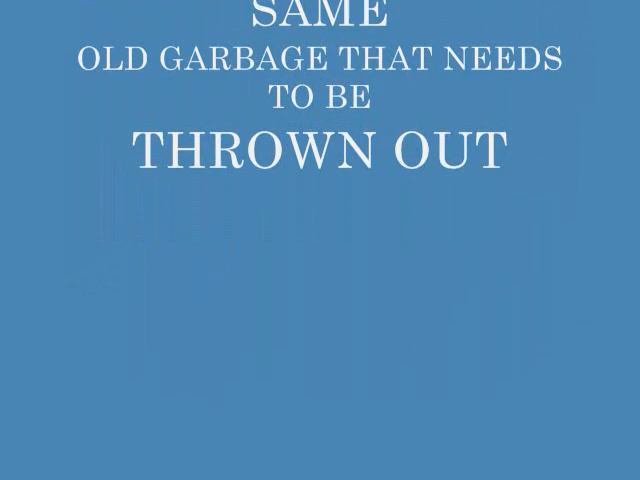 SAME
OLD GARBAGE THAT NEEDS
TO BE
THROWN OUT